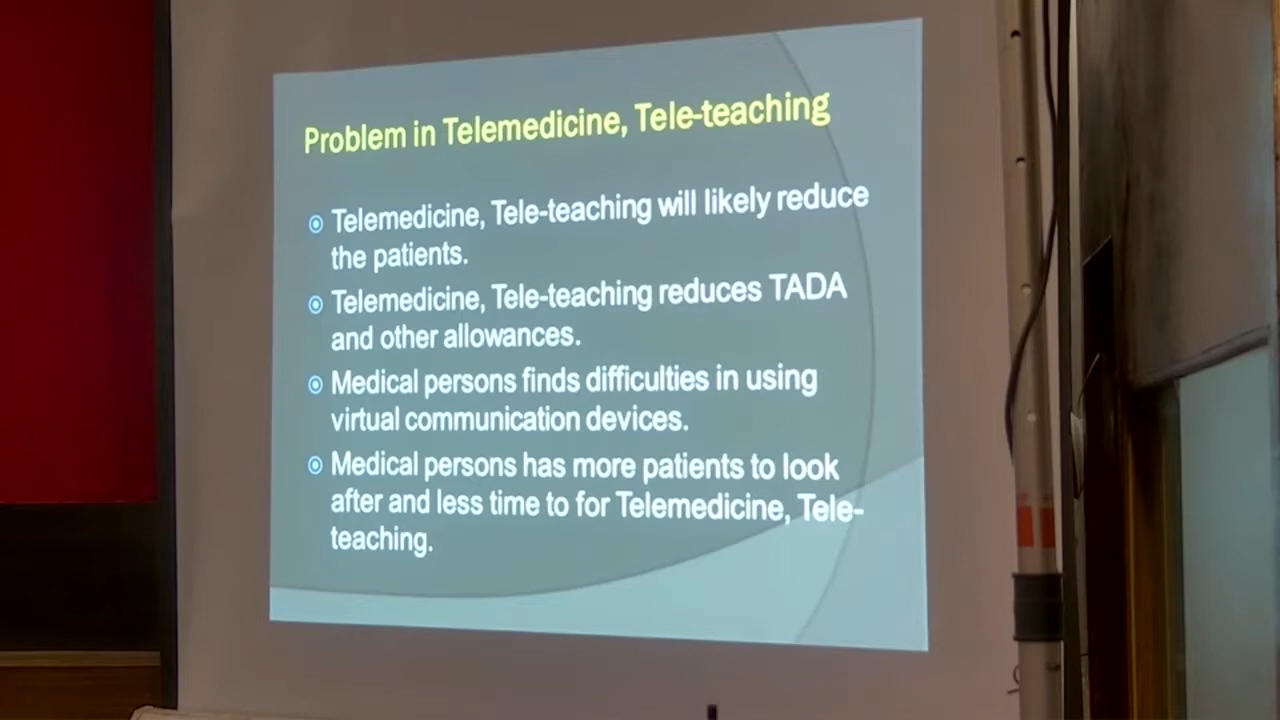 Problem in Telemedicine, Tele-teaching
Telemedicine, Tele-teaching will likely reduce
the patients.
Telemedicine, Tele-teaching reduces TADA
and other allowances.
Medical persons finds difficulties in using
virtual communication devices.
Medical persons has more patients to look
after and less time to for Telemedicine, Tele-
teaching.